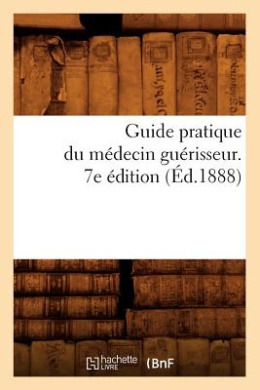 Guide pratique
du médecin guérisseur.
7e édition (Éd.1888)
hachette
LIVRE
{BnF